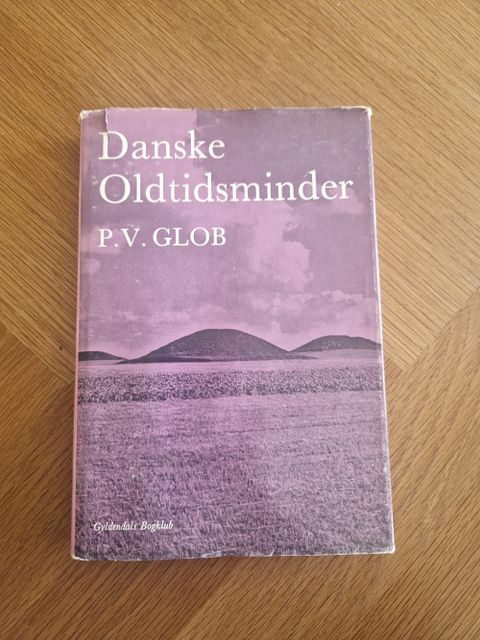 Danske
Oldtidsminder
P.V. GLOB
Gyldendals Bogklub